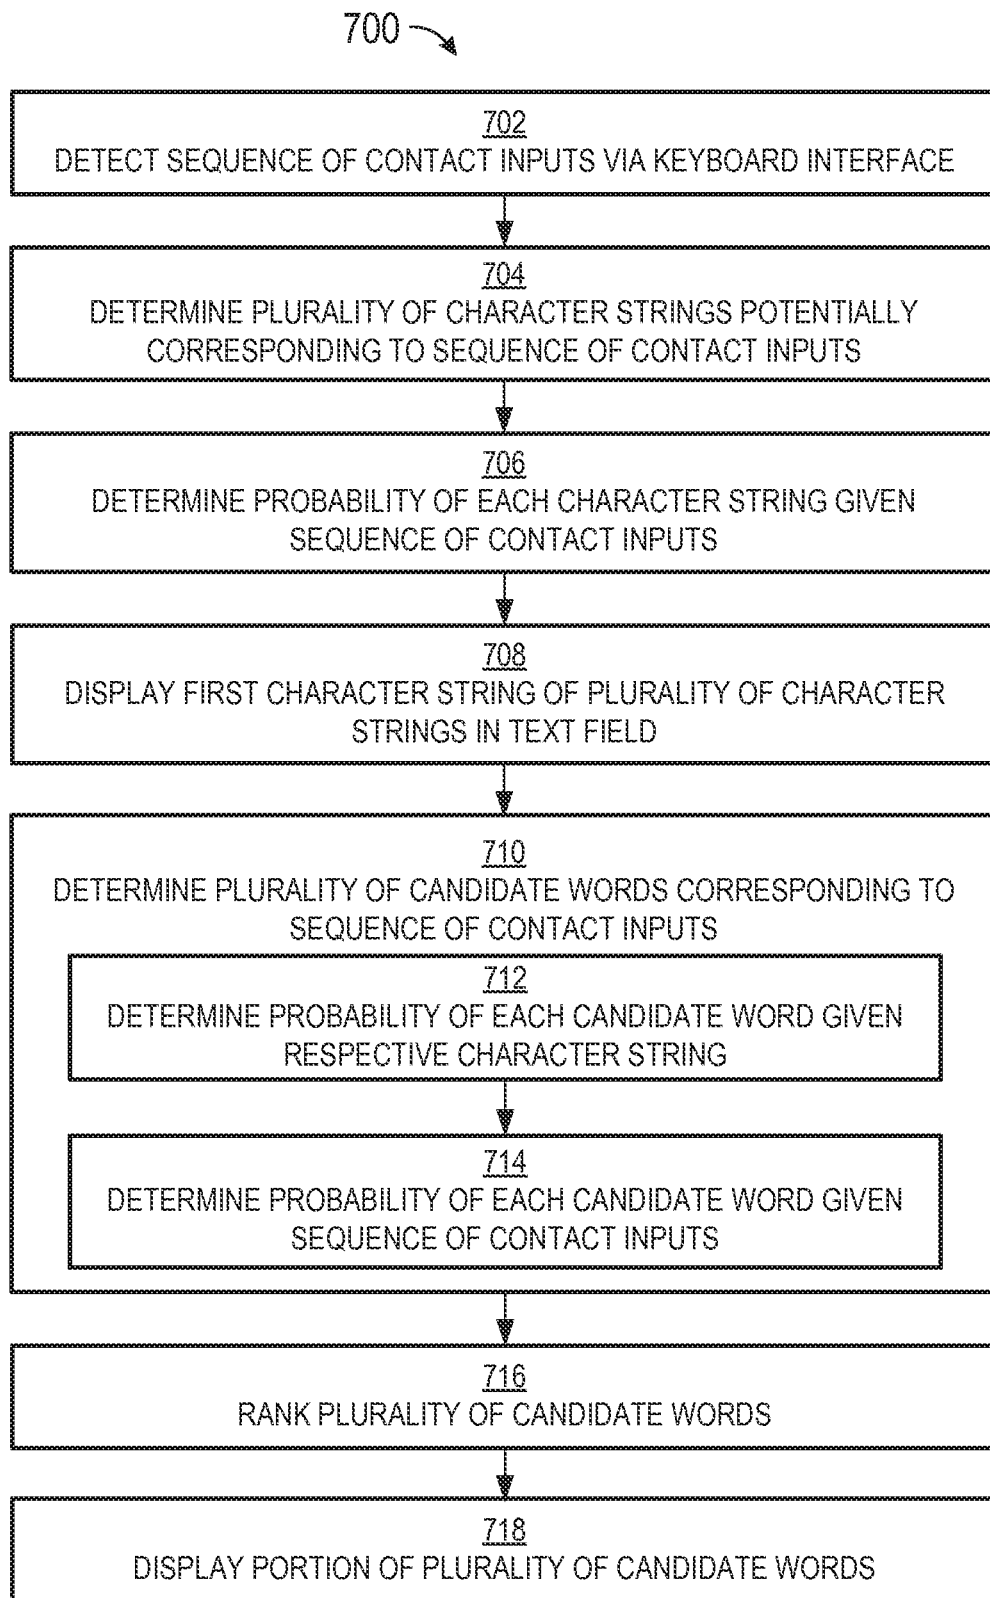 700
702
DETECT SEQUENCE OF CONTACT INPUTS VIA KEYBOARD INTERFACE
704
DETERMINE PLURALITY OF CHARACTER STRINGS POTENTIALLY
CORRESPONDING TO SEQUENCE OF CONTACT INPUTS
706
DETERMINE PROBABILITY OF EACH CHARACTER STRING GIVEN
SEQUENCE OF CONTACT INPUTS
708
DISPLAY FIRST CHARACTER STRING OF PLURALITY OF CHARACTER
STRINGS IN TEXT FIELD
710
DETERMINE PLURALITY OF CANDIDATE WORDS CORRESPONDING TO
SEQUENCE OF CONTACT INPUTS
712
DETERMINE PROBABILITY OF EACH CANDIDATE WORD GIVEN
RESPECTIVE CHARACTER STRING
714
DETERMINE PROBABILITY OF EACH CANDIDATE WORD GIVEN
SEQUENCE OF CONTACT INPUTS
716
RANK PLURALITY OF CANDIDATE WORDS
718
DISPLAY PORTION OF PLURALITY OF CANDIDATE WORDS